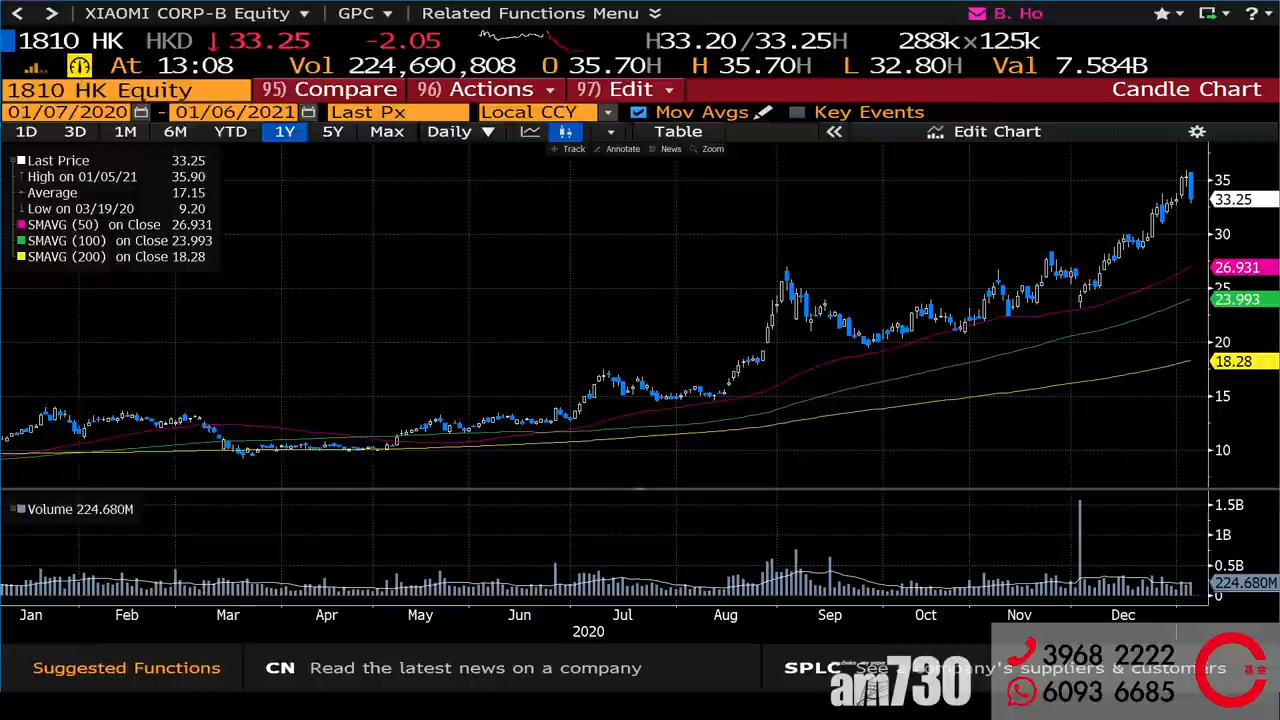 < > XIAOMI CORP-B Equity GPC Related Functions Menu B. Ho ?
1810 HK HKD ↓ 33.25 -2.05 H33.20/33.25H 288k×125k
At 13:08 Vol 224,690,808 O 35.70H H 35.70H L 32.80H Val 7.584B
1810 HK Equity 95) Compare 96) Actions 97) Edit Candle Chart
01/07/2020 - 01/06/2021 Last Px Local CCY Mov Avgs Key Events
1D 3D 1M 6M YTD 1Y 5Y Max Daily Table « Edit Chart
Track Annotate News Zoom
Last Price 33.25
High on 01/05/21 35.90
Average 17.15
Low on 03/19/20 9.20
SMAVG (50) on Close 26.931
SMAVG (100) on Close 23.993
SMAVG (200) on Close 18.28
35
33.25
30
26.931
25
23.993
20
18.28
15
10
Volume 224.680M
1.5B
1B
0.5B
224.680M
0
Jan Feb Mar Apr May Jun Jul Aug Sep Oct Nov Dec
2020
Suggested Functions CN Read the latest news on a company SPLC See company's suppliers & customers
am730
3968 2222
6093 6685
基金